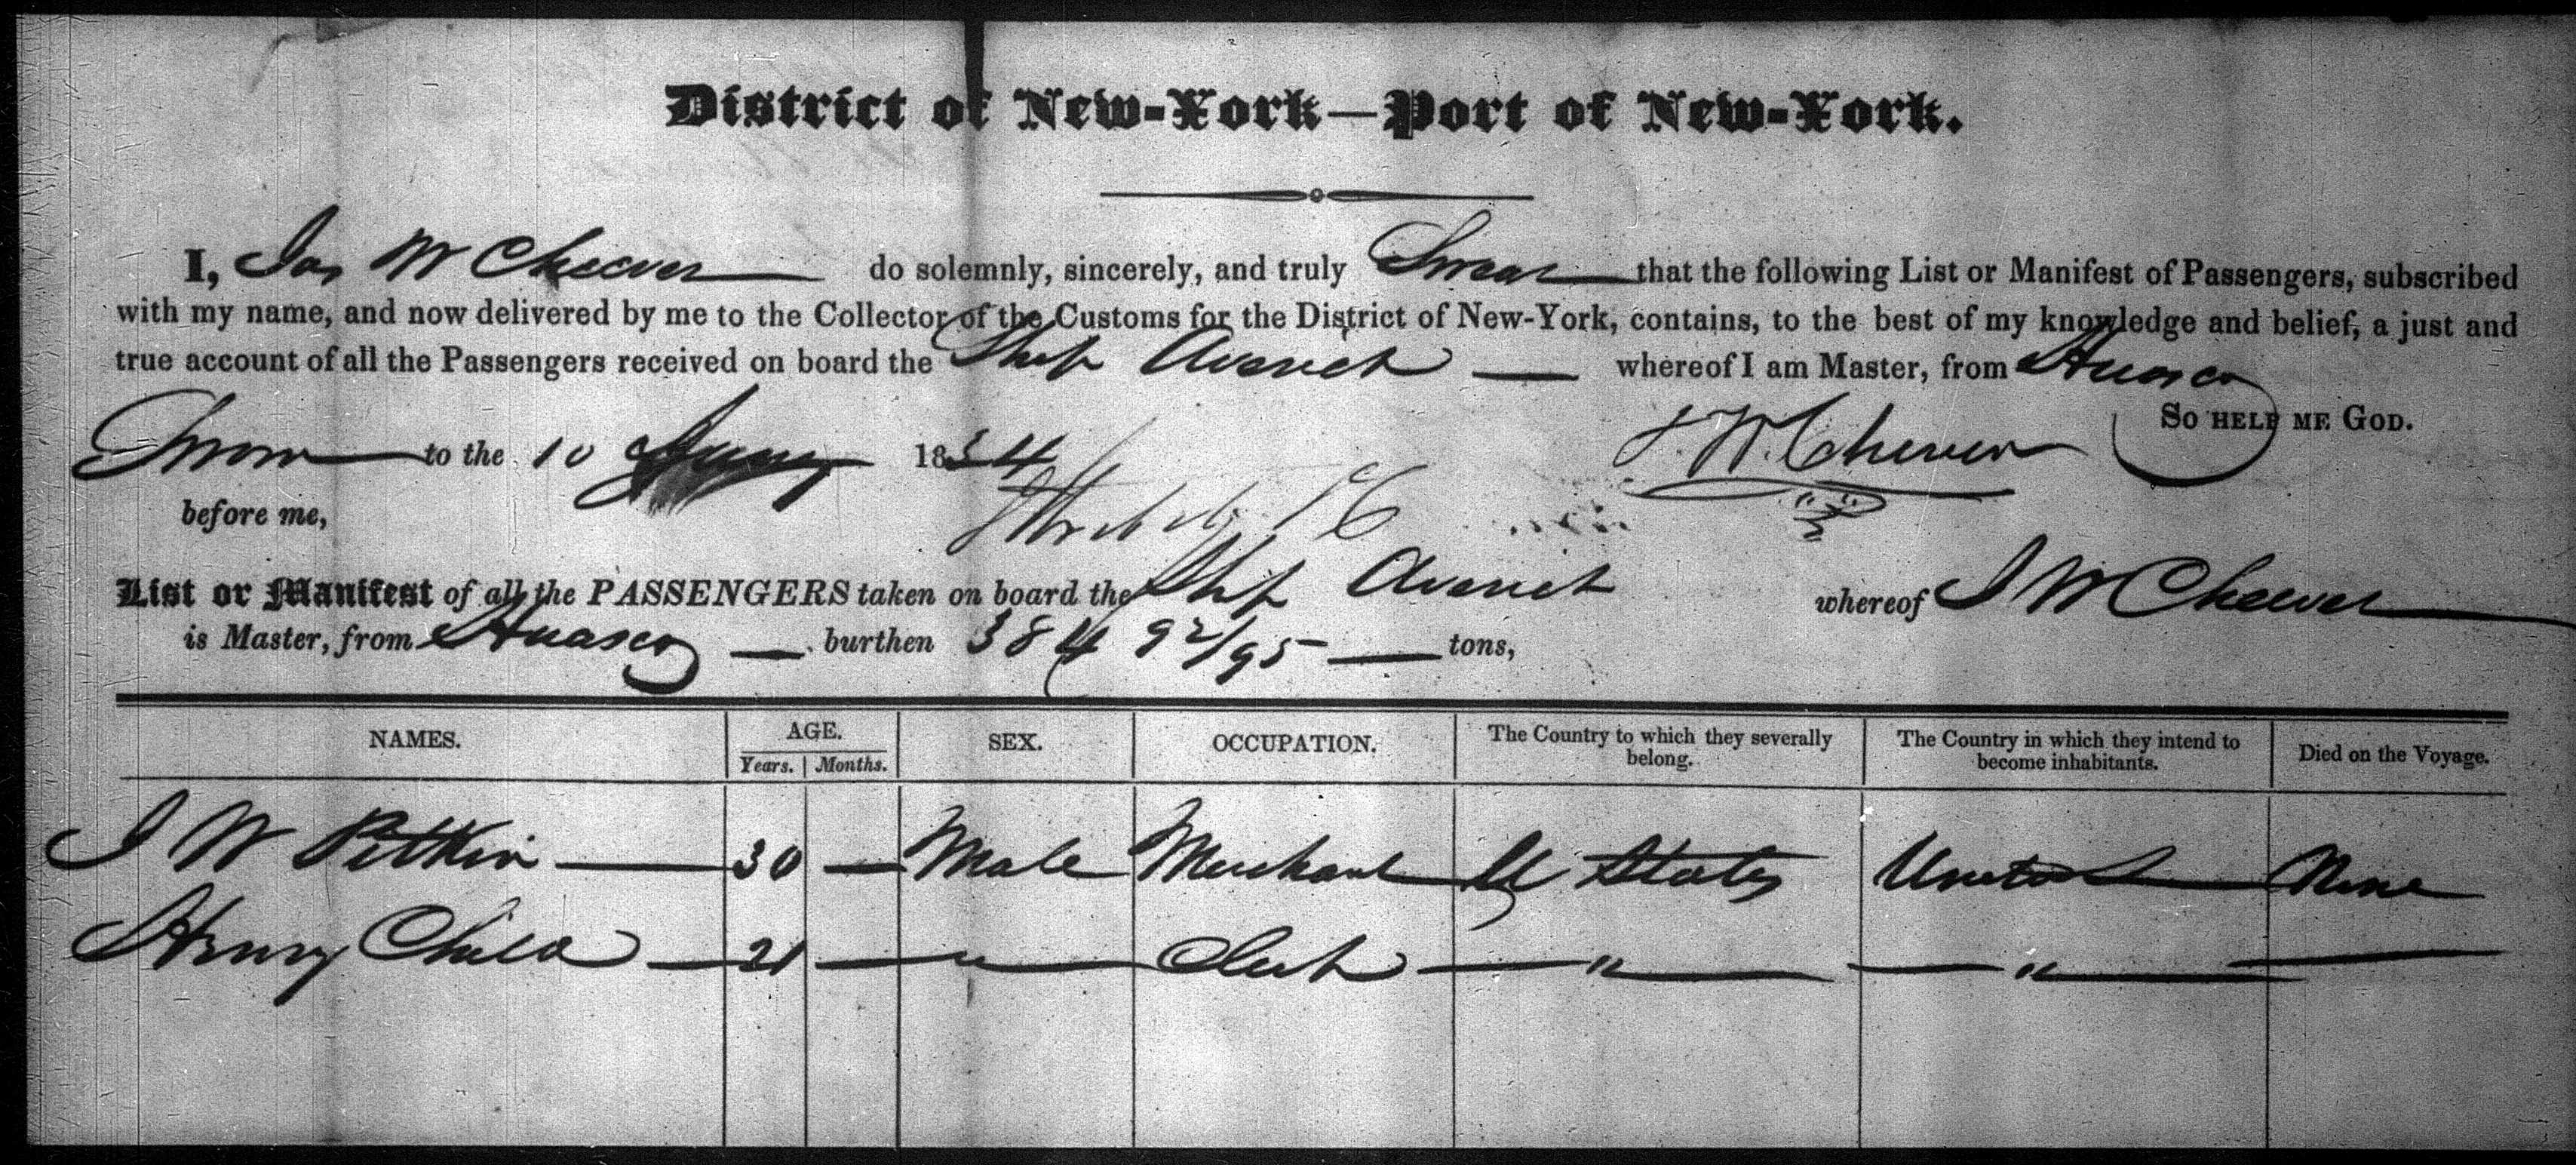 District of New-York—Port of New-York.
I, Jas W Cheever do solemnly, sincerely, and truly Swear that the following List or Manifest of Passengers, subscribed
with my name, and now delivered by me to the Collector of the Customs for the District of New-York, contains, to the best of my knowledge and belief, a just and
true account of all the Passengers received on board the Ship Averick whereof I am Master, from Huasco
So help me God.
Sworn to the 10 Jany 1834 J. W. Cheever
before me,
List or Manifest of all the PASSENGERS taken on board the Ship Averick whereof J W Cheever
is Master, from Huasco — burthen 384 92/95 — tons,
NAMES. AGE. SEX. OCCUPATION. The Country to which they severally belong. The Country in which they intend to become inhabitants. Died on the Voyage.
Years. Months.
J W Pitkin 30 — Male Merchant U States United S None
Henry Child 21 — " Clerk — " — — " —